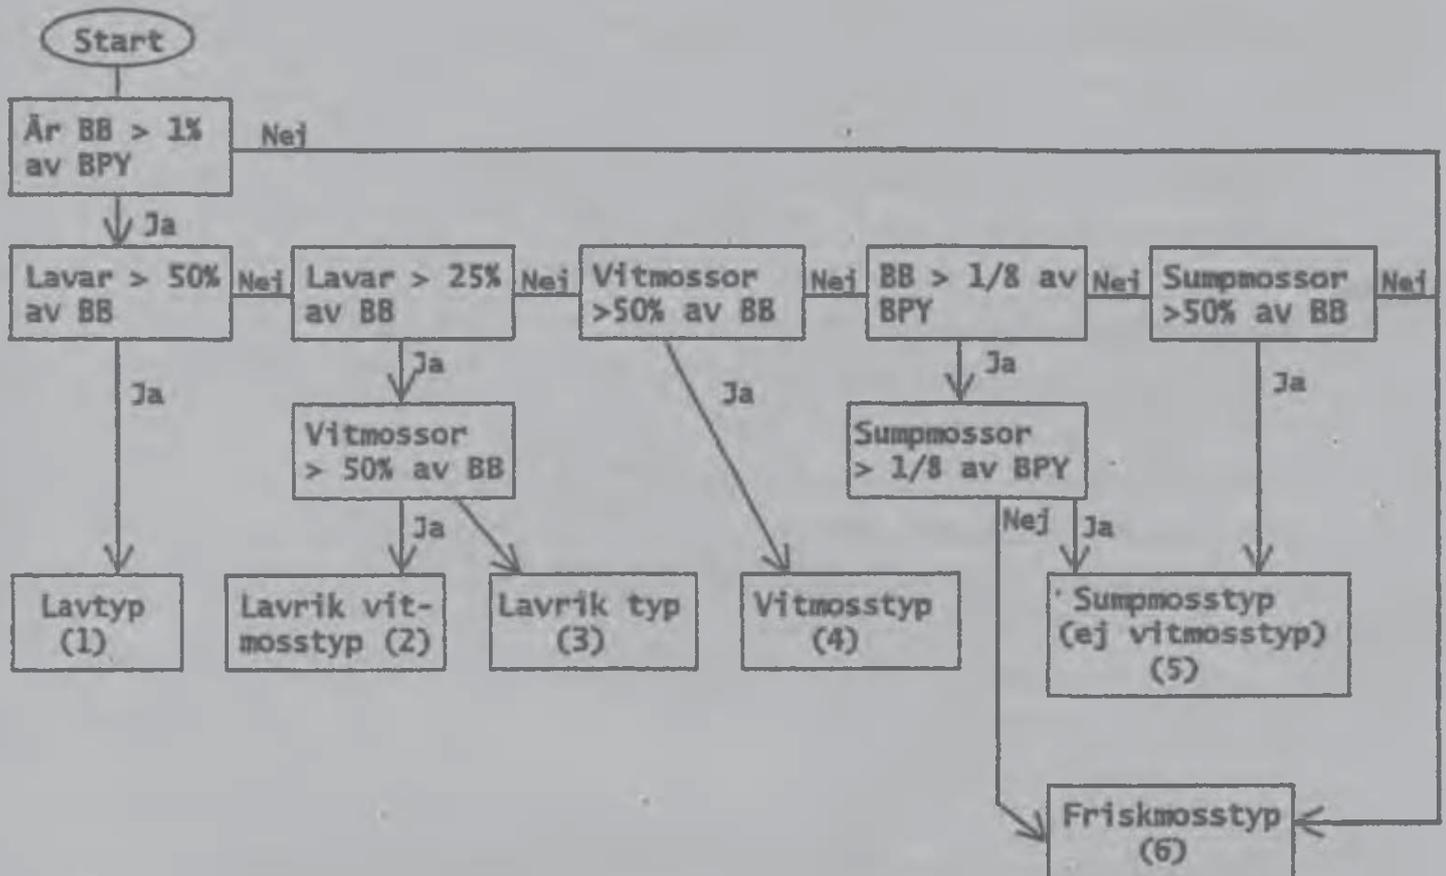 Start
Är BB > 1%
av BPY
Nej
Ja
Lavar > 50%
av BB
Nej
Lavar > 25%
av BB
Nej
Vitmossor
>50% av BB
Nej
BB > 1/8 av
BPY
Nej
Sumpmossor
>50% av BB
Nej
Ja
Ja
Ja
Ja
Ja
Vitmossor
> 50% av BB
Sumpmossor
> 1/8 av BPY
Ja
Nej
Ja
Lavtyp
(1)
Lavrik vit-
mosstyp (2)
Lavrik typ
(3)
Vitmosstyp
(4)
Sumpmosstyp
(ej vitmosstyp)
(5)
Friskmosstyp
(6)